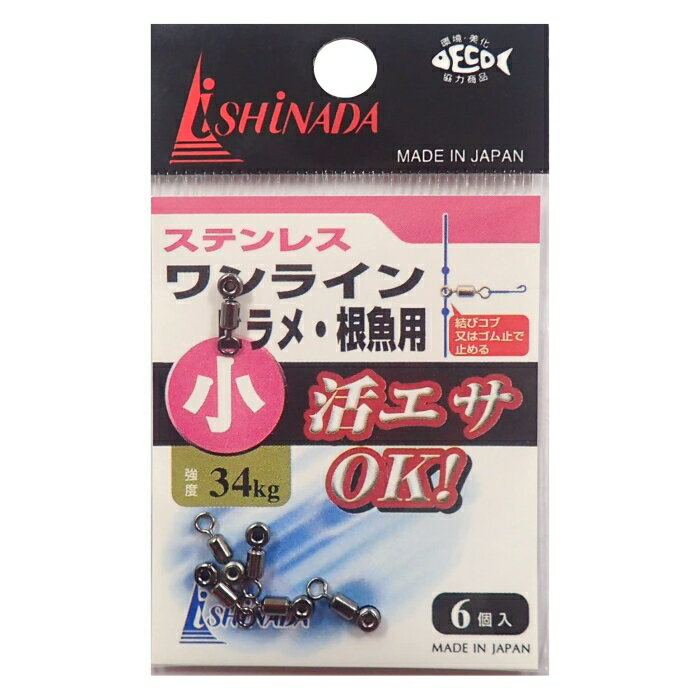 環境・美化
DECO
協力商品
iSHiNADA
MADE IN JAPAN
ステンレス
ワンライン
ラメ・根魚用
結びコブ
又はゴム止で
止める
小
活エサ
OK!
強度 34kg
iSHiNADA
6個入
MADE IN JAPAN